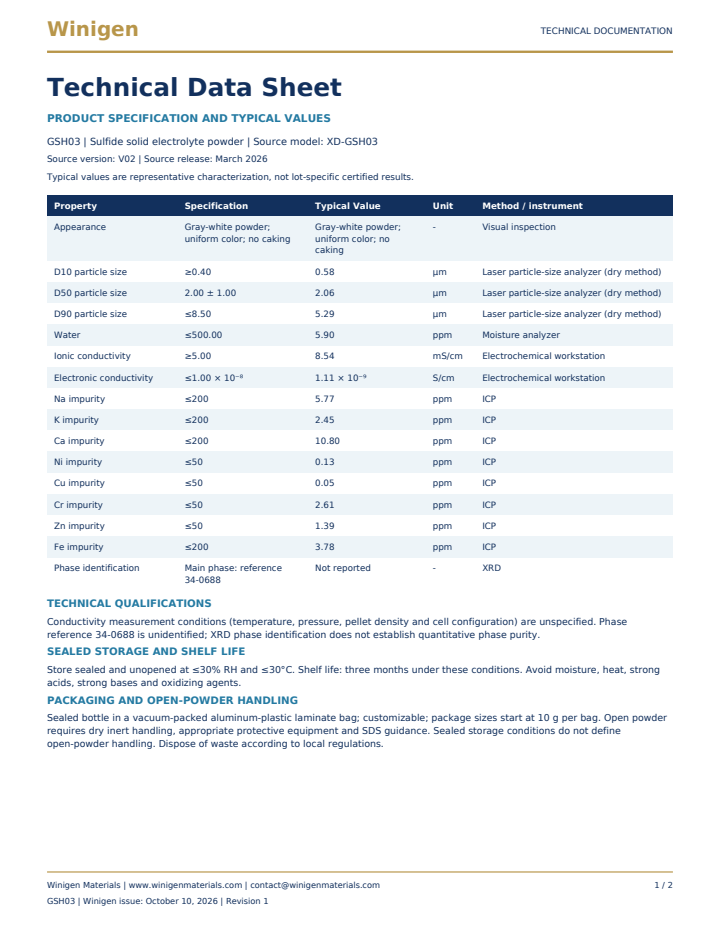 Winigen
TECHNICAL DOCUMENTATION
Technical Data Sheet
PRODUCT SPECIFICATION AND TYPICAL VALUES
GSH03 | Sulfide solid electrolyte powder | Source model: XD-GSH03
Source version: V02 | Source release: March 2026
Typical values are representative characterization, not lot-specific certified results.
Property Specification Typical Value Unit Method / instrument
Appearance Gray-white powder; uniform color; no caking Gray-white powder; uniform color; no caking - Visual inspection
D10 particle size ≥0.40 0.58 µm Laser particle-size analyzer (dry method)
D50 particle size 2.00 ± 1.00 2.06 µm Laser particle-size analyzer (dry method)
D90 particle size ≤8.50 5.29 µm Laser particle-size analyzer (dry method)
Water ≤500.00 5.90 ppm Moisture analyzer
Ionic conductivity ≥5.00 8.54 mS/cm Electrochemical workstation
Electronic conductivity ≤1.00 × 10⁻⁸ 1.11 × 10⁻⁹ S/cm Electrochemical workstation
Na impurity ≤200 5.77 ppm ICP
K impurity ≤200 2.45 ppm ICP
Ca impurity ≤200 10.80 ppm ICP
Ni impurity ≤50 0.13 ppm ICP
Cu impurity ≤50 0.05 ppm ICP
Cr impurity ≤50 2.61 ppm ICP
Zn impurity ≤50 1.39 ppm ICP
Fe impurity ≤200 3.78 ppm ICP
Phase identification Main phase: reference 34-0688 Not reported - XRD
TECHNICAL QUALIFICATIONS
Conductivity measurement conditions (temperature, pressure, pellet density and cell configuration) are unspecified. Phase
reference 34-0688 is unidentified; XRD phase identification does not establish quantitative phase purity.
SEALED STORAGE AND SHELF LIFE
Store sealed and unopened at ≤30% RH and ≤30°C. Shelf life: three months under these conditions. Avoid moisture, heat, strong
acids, strong bases and oxidizing agents.
PACKAGING AND OPEN-POWDER HANDLING
Sealed bottle in a vacuum-packed aluminum-plastic laminate bag; customizable; package sizes start at 10 g per bag. Open powder
requires dry inert handling, appropriate protective equipment and SDS guidance. Sealed storage conditions do not define
open-powder handling. Dispose of waste according to local regulations.
Winigen Materials | www.winigenmaterials.com | contact@winigenmaterials.com
1 / 2
GSH03 | Winigen issue: October 10, 2026 | Revision 1